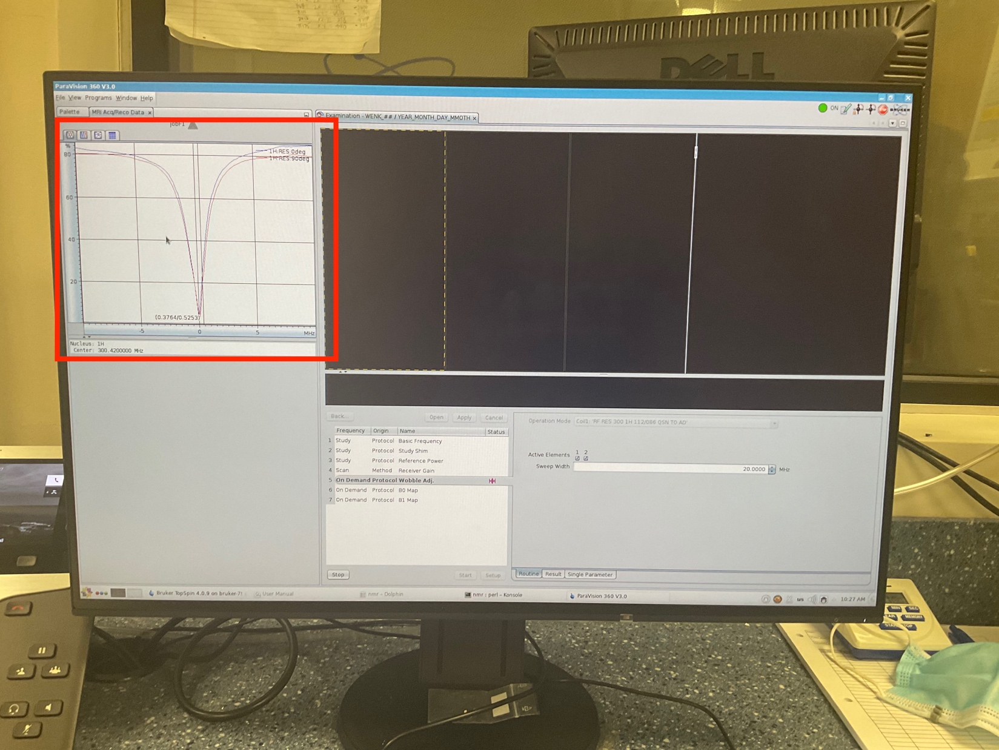 DELL
ParaVision 360 V3.0
File View Programs Window Help
Palette MRI Acq/Reco Data ×
Examination - WENK_## / YEAR_MONTH_DAY_MMOTH ×
ON
BRUKER
jobF1
%
80
60
40
20
1H:RES:0deg
1H:RES:90deg
(0.3764/0.5253)
-5 0 5 MHz
Nucleus: 1H
Center: 300.4200000 MHz
Back... Open Apply Cancel
Frequency Origin Name Status
1 Study Protocol Basic Frequency
2 Study Protocol Study Shim
3 Study Protocol Reference Power
4 Scan Method Receiver Gain
5 On Demand Protocol Wobble Adj.
6 On Demand Protocol B0 Map
7 On Demand Protocol B1 Map
Stop Start Setup
Operation Mode Coil1: 'RF RES 300 1H 112/086 QSN TO AD'
1 2
Active Elements
Sweep Width 20.0000 MHz
Routine Result Single Parameter
Bruker TopSpin 4.0.9 on bruker-7! User Manual nmr – Dolphin nmr : perl – Konsole ParaVision 360 V3.0 us 10:27 AM
MIN SEC
MEMORY